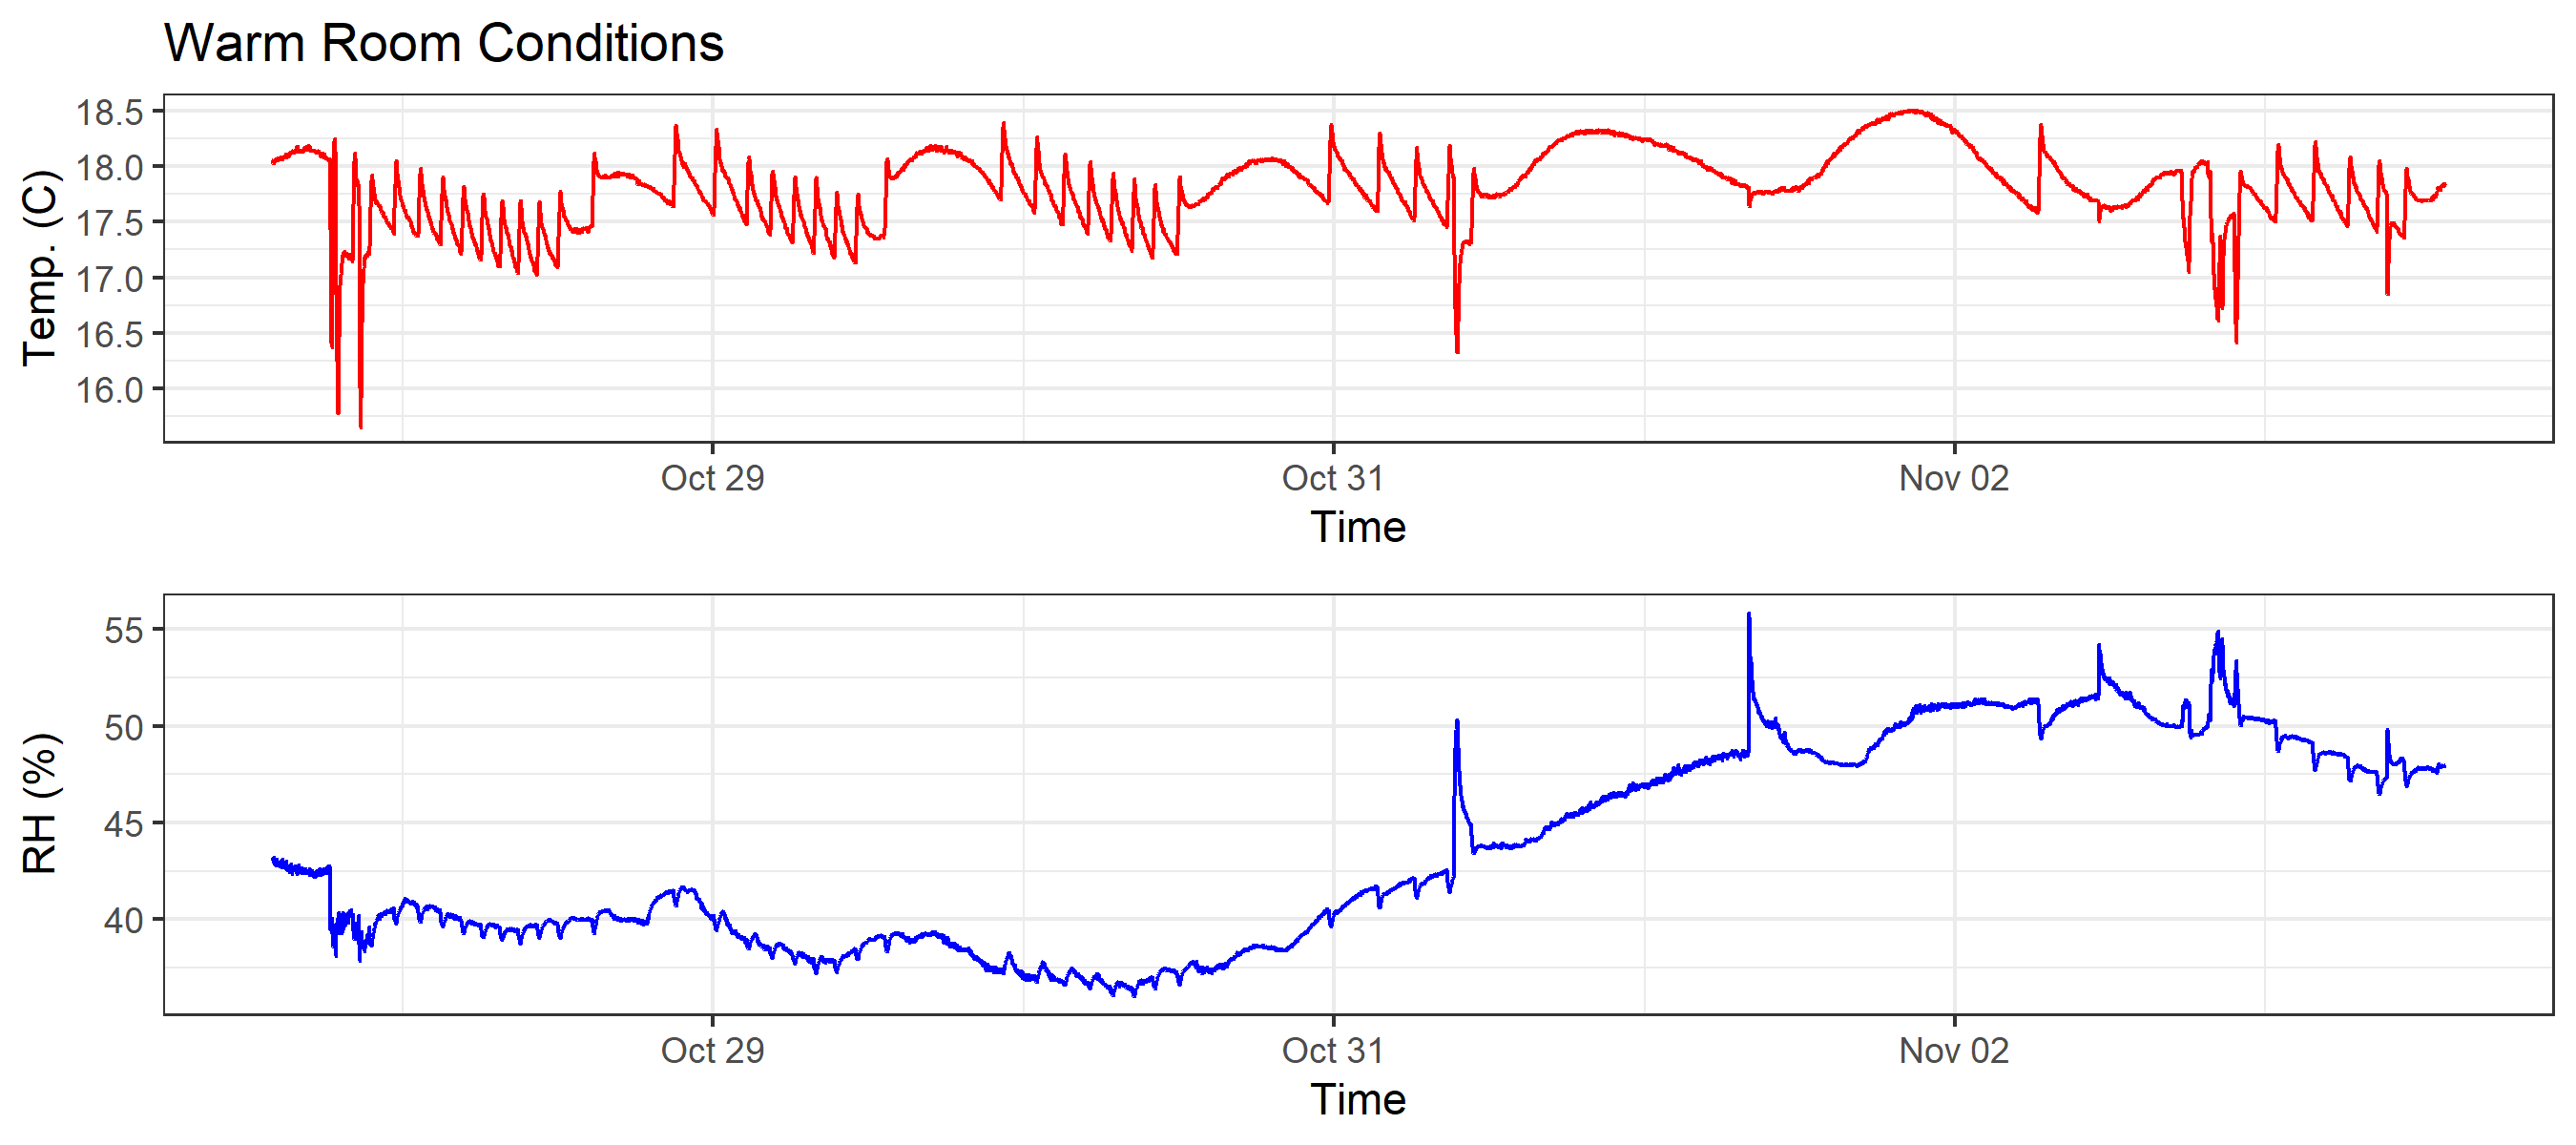 Warm Room Conditions
Temp. (C)
18.5
18.0
17.5
17.0
16.5
16.0
Oct 29 Oct 31 Nov 02
Time
RH (%)
55
50
45
40
Oct 29 Oct 31 Nov 02
Time